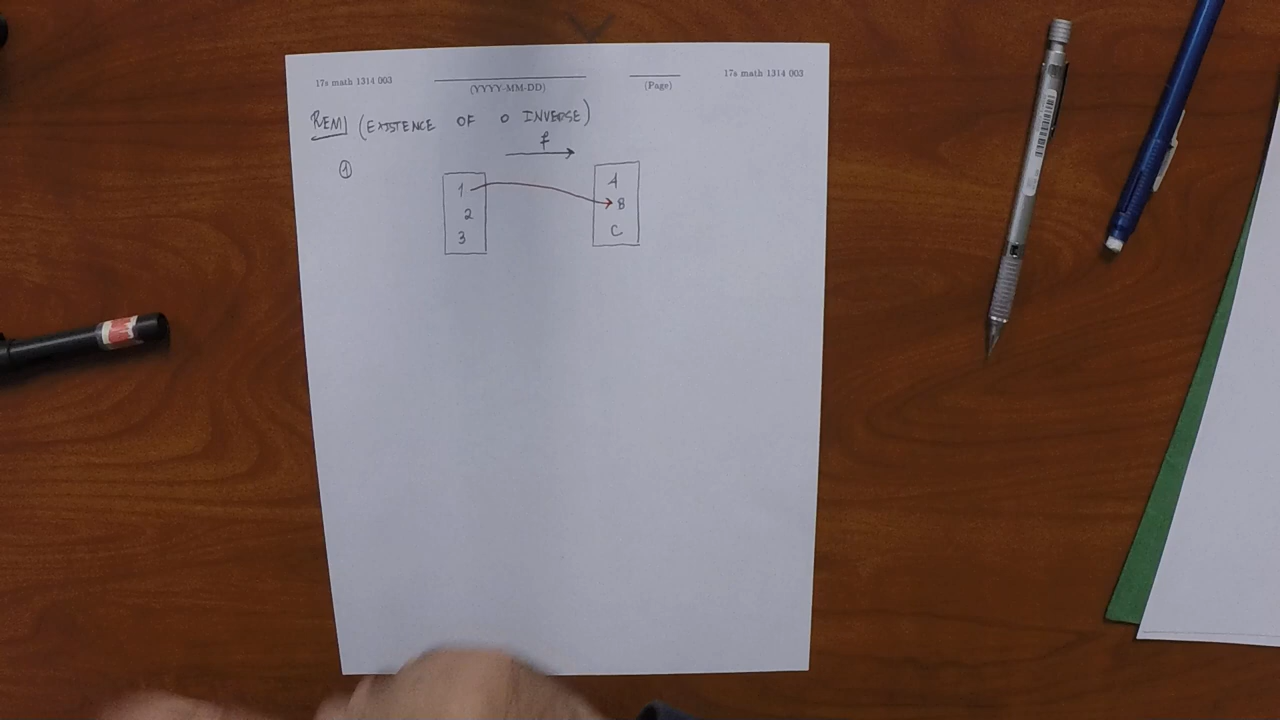 17s math 1314 003 (YYYY-MM-DD) (Page) 17s math 1314 003
REM (EXISTENCE OF ∘ INVERSE)
f
①
1 A
2 B
3 C